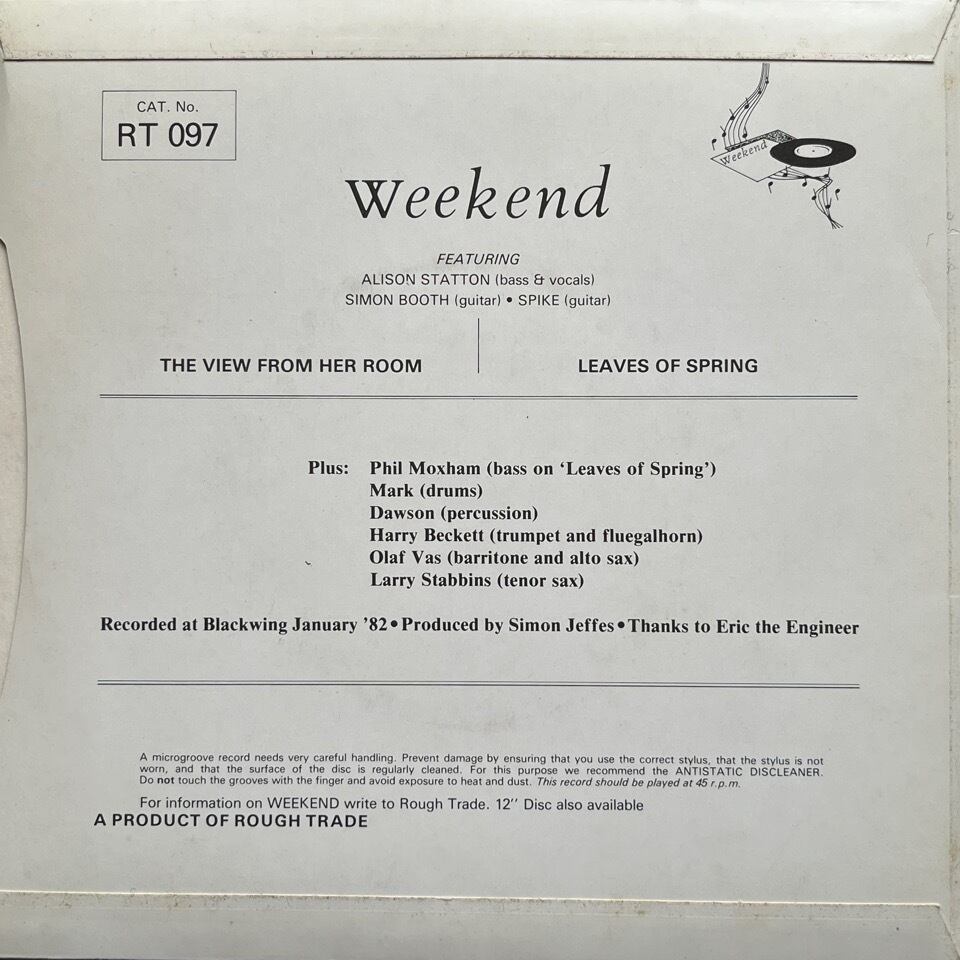 CAT. No.
RT 097
Weekend
Weekend
FEATURING
ALISON STATTON (bass & vocals)
SIMON BOOTH (guitar) • SPIKE (guitar)
THE VIEW FROM HER ROOM
LEAVES OF SPRING
Plus: Phil Moxham (bass on ‘Leaves of Spring’)
Mark (drums)
Dawson (percussion)
Harry Beckett (trumpet and fluegalhorn)
Olaf Vas (barritone and alto sax)
Larry Stabbins (tenor sax)
Recorded at Blackwing January ’82 • Produced by Simon Jeffes • Thanks to Eric the Engineer
A microgroove record needs very careful handling. Prevent damage by ensuring that you use the correct stylus, that the stylus is not
worn, and that the surface of the disc is regularly cleaned. For this purpose we recommend the ANTISTATIC DISCLEANER.
Do not touch the grooves with the finger and avoid exposure to heat and dust. This record should be played at 45 r.p.m.
For information on WEEKEND write to Rough Trade. 12’’ Disc also available
A PRODUCT OF ROUGH TRADE